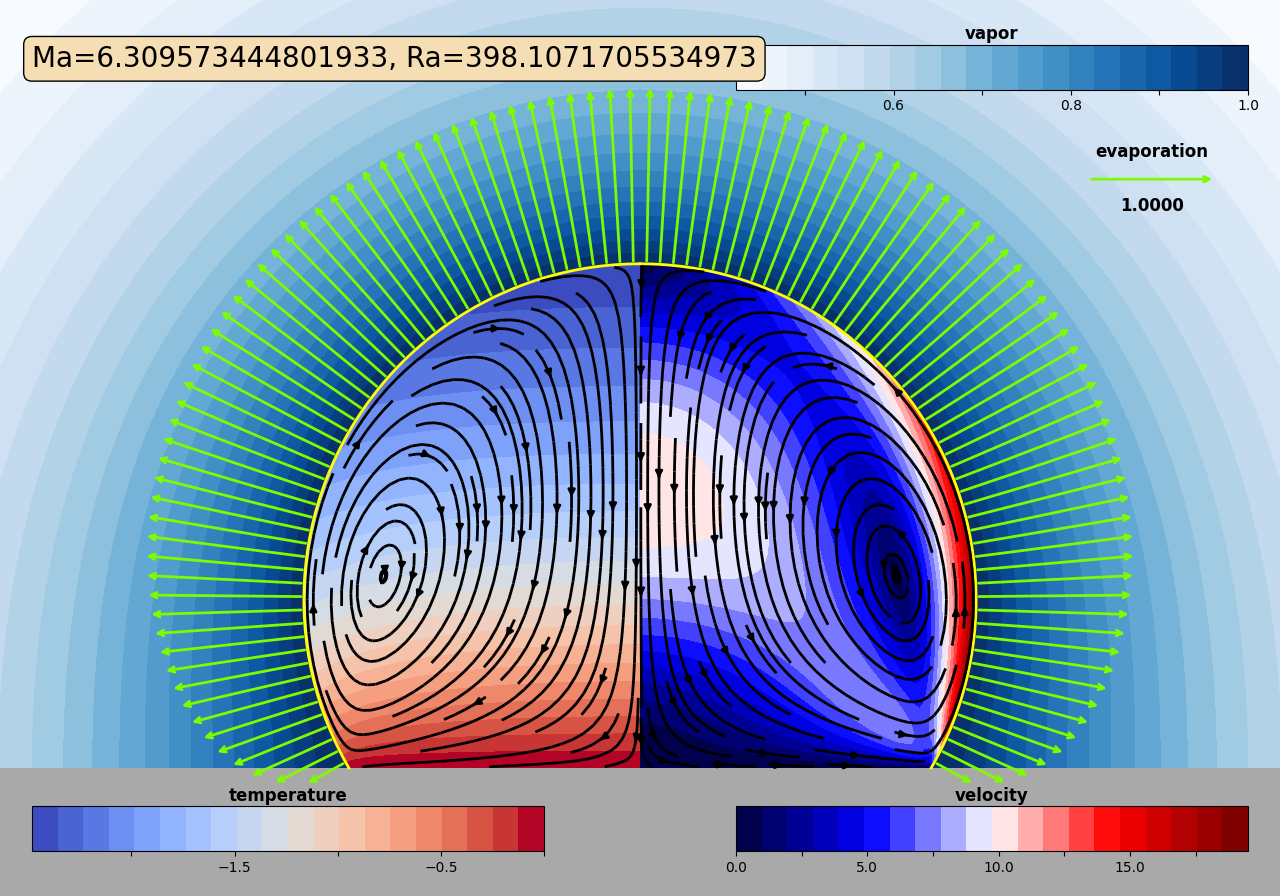 vapor
Ma=6.309573444801933, Ra=398.1071705534973
0.6 0.8 1.0
evaporation
1.0000
temperature
−1.5 −0.5
velocity
0.0 5.0 10.0 15.0